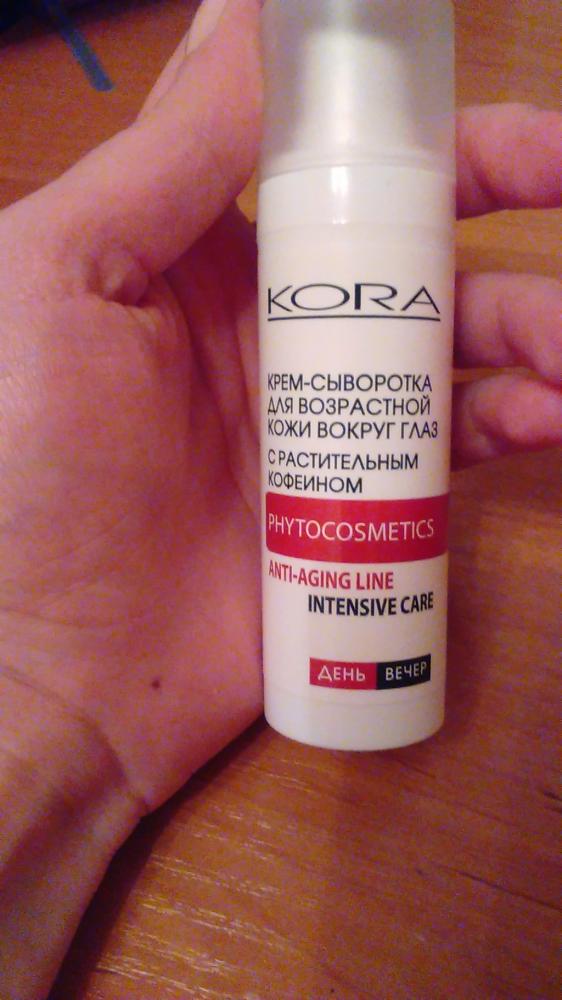 KORA
КРЕМ-СЫВОРОТКА
ДЛЯ ВОЗРАСТНОЙ
КОЖИ ВОКРУГ ГЛАЗ
С РАСТИТЕЛЬНЫМ
КОФЕИНОМ
PHYTOCOSMETICS
ANTI-AGING LINE
INTENSIVE CARE
ДЕНЬ ВЕЧЕР